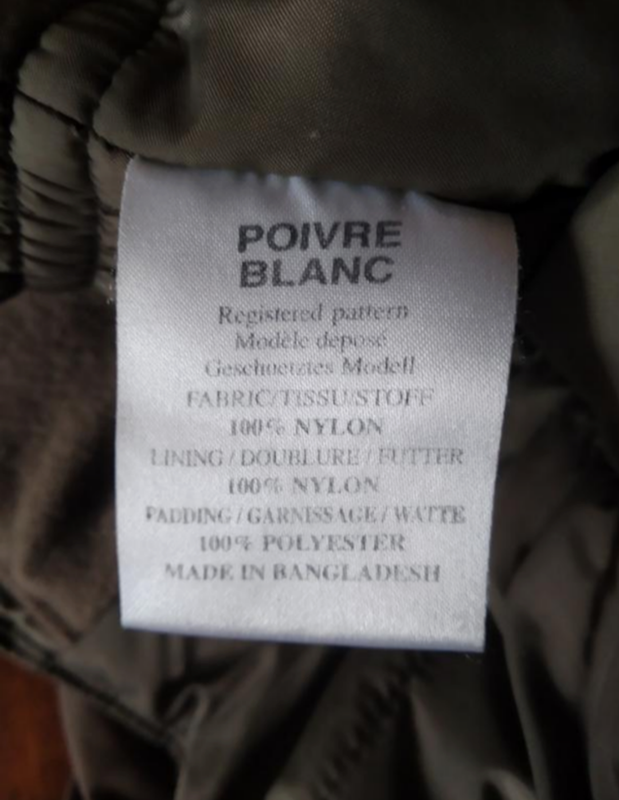 POIVRE
BLANC
Registered pattern
Modèle déposé
Geschuetztes Modell
FABRIC/TISSU/STOFF
100% NYLON
LINING / DOUBLURE / FUTTER
100% NYLON
PADDING / GARNISSAGE / WATTE
100% POLYESTER
MADE IN BANGLADESH